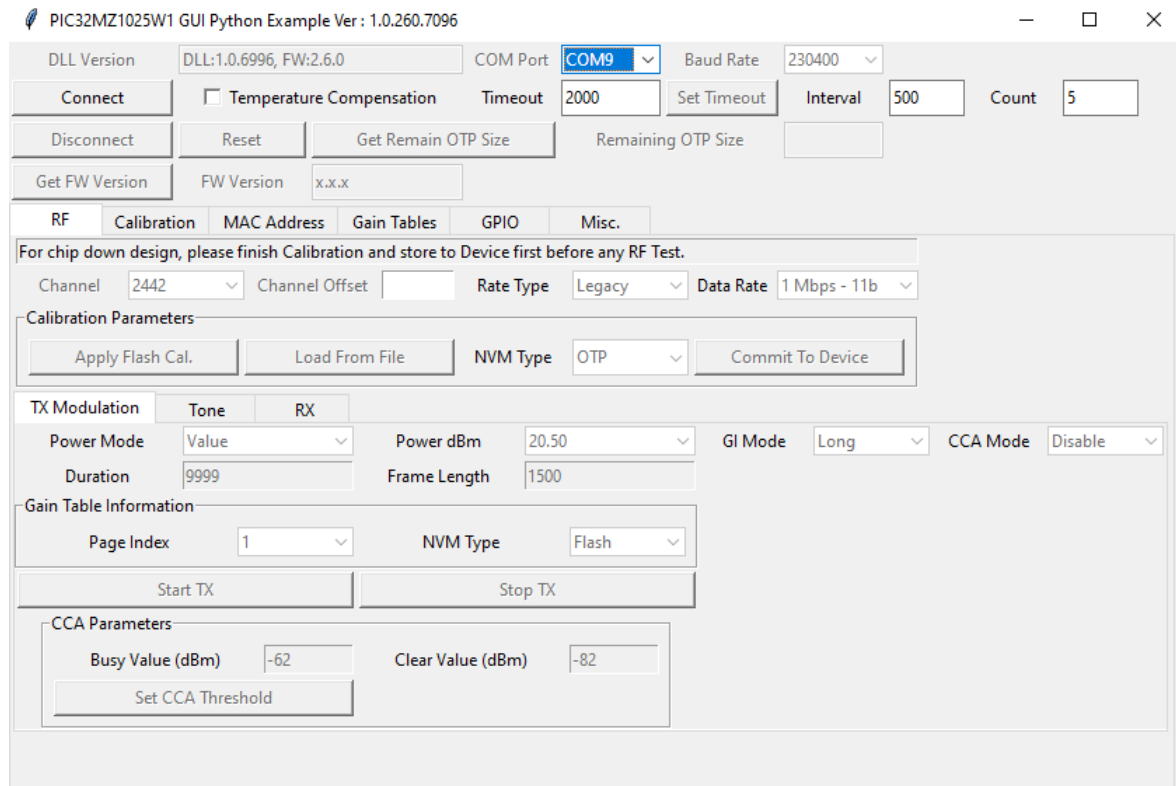 PIC32MZ1025W1 GUI Python Example Ver : 1.0.260.7096
DLL Version DLL:1.0.6996, FW:2.6.0 COM Port COM9 Baud Rate 230400
Connect Temperature Compensation Timeout 2000 Set Timeout Interval 500 Count 5
Disconnect Reset Get Remain OTP Size Remaining OTP Size
Get FW Version FW Version x.x.x
RF Calibration MAC Address Gain Tables GPIO Misc.
For chip down design, please finish Calibration and store to Device first before any RF Test.
Channel 2442 Channel Offset Rate Type Legacy Data Rate 1 Mbps - 11b
Calibration Parameters
Apply Flash Cal. Load From File NVM Type OTP Commit To Device
TX Modulation Tone RX
Power Mode Value Power dBm 20.50 GI Mode Long CCA Mode Disable
Duration 9999 Frame Length 1500
Gain Table Information
Page Index 1 NVM Type Flash
Start TX Stop TX
CCA Parameters
Busy Value (dBm) -62 Clear Value (dBm) -82
Set CCA Threshold